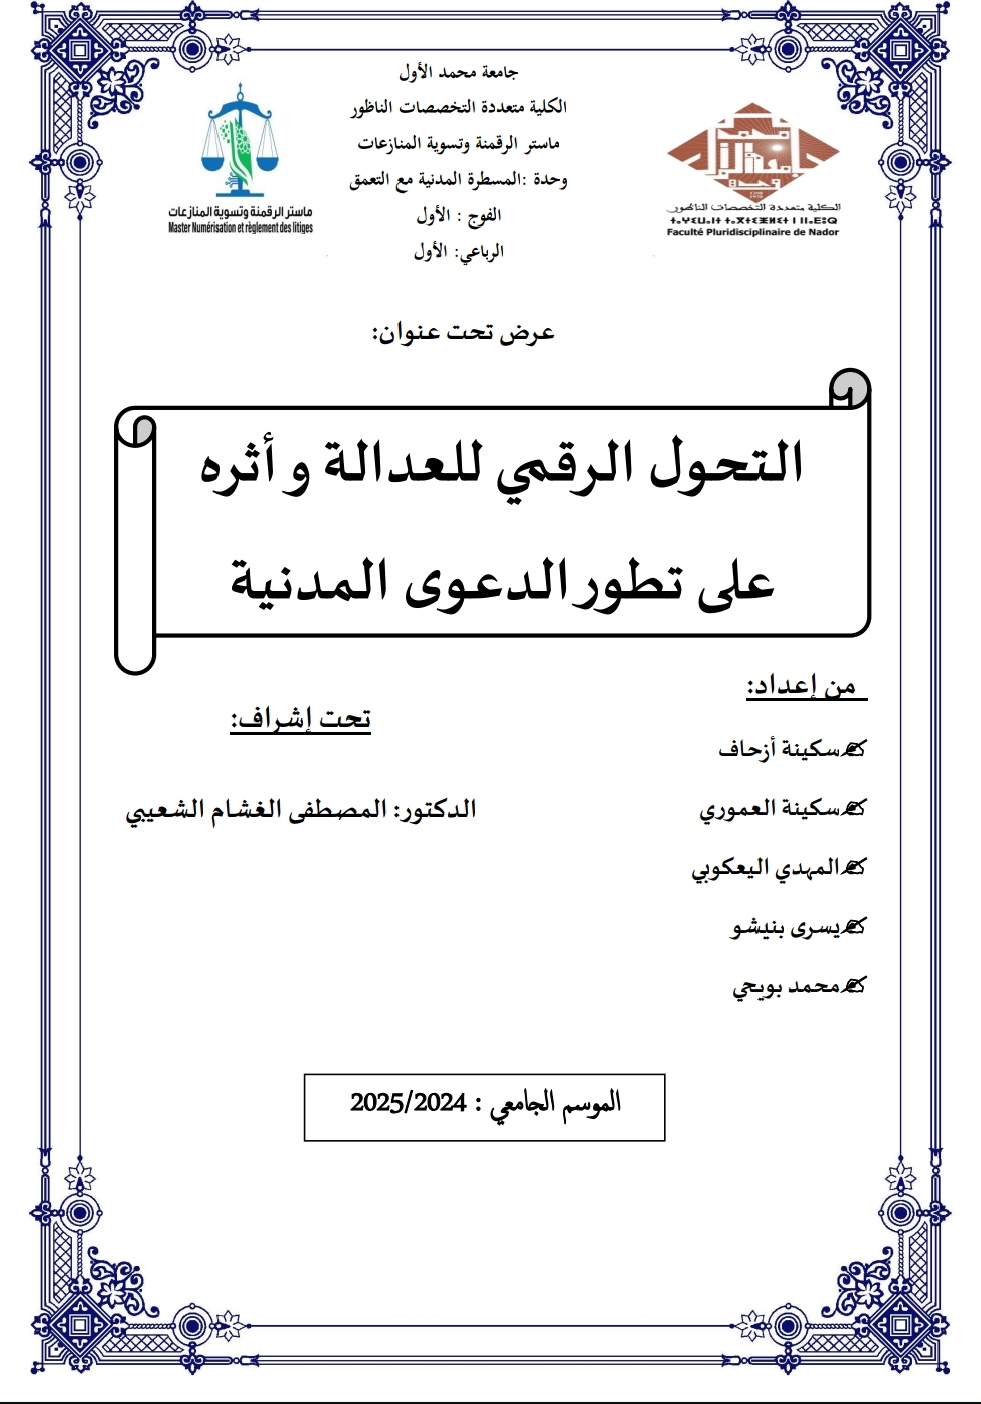 جامعة محمد الأول
الكلية متعددة التخصصات الناظور
ماستر الرقمنة وتسوية المنازعات
وحدة :المسطرة المدنية مع التعمق
الفوج : الأول
الرباعي: الأول
ماستر الرقمنة وتسوية المنازعات
Master Numérisation et règlement des litiges
الكلية متعددة التخصصات الناظور
Faculté Pluridisciplinaire de Nador
عرض تحت عنوان:
التحول الرقمي للعدالة و أثره
على تطور الدعوى المدنية
من إعداد:
سكينة أزحاف
سكينة العموري
المهدي اليعكوبي
يسرى بنيشو
محمد بويحي
تحت إشراف:
الدكتور: المصطفى الغشام الشعيبي
الموسم الجامعي : 2025/2024